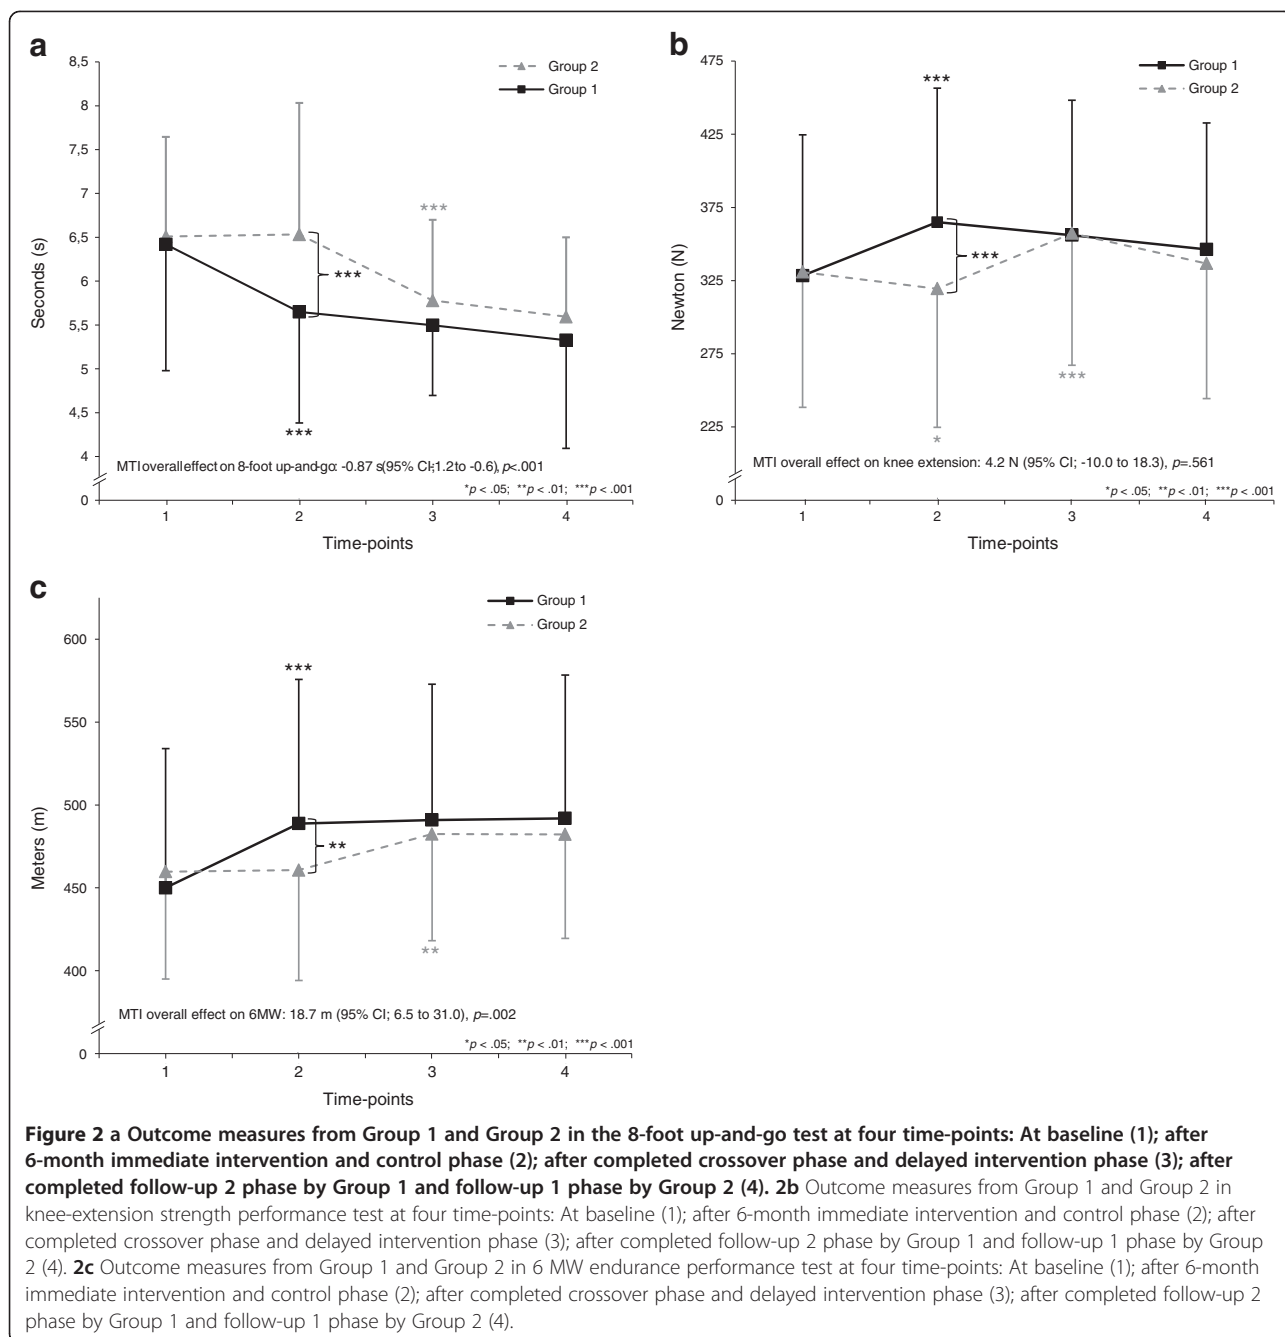 a
8,5
8
7,5
7
6,5
6
5,5
5
4,5
4
0
Seconds (s)
Group 2
Group 1
***
***
***
MTI overall effect on 8-foot up-and-go: -0.87 s(95% CI;-1.2 to -0.6), p<.001
*p < .05; **p < .01; ***p < .001
1 2 3 4
Time-points
b
475
425
375
325
275
225
0
Newton (N)
Group 1
Group 2
***
***
***
*
MTI overall effect on knee extension: 4.2 N (95% CI; -10.0 to 18.3), p=.561
*p < .05; **p < .01; ***p < .001
1 2 3 4
Time-points
c
600
550
500
450
400
0
Meters (m)
Group 1
Group 2
***
**
**
MTI overall effect on 6MW: 18.7 m (95% CI; 6.5 to 31.0), p=.002
*p < .05; **p < .01; ***p < .001
1 2 3 4
Time-points
Figure 2 a Outcome measures from Group 1 and Group 2 in the 8-foot up-and-go test at four time-points: At baseline (1); after
6-month immediate intervention and control phase (2); after completed crossover phase and delayed intervention phase (3); after
completed follow-up 2 phase by Group 1 and follow-up 1 phase by Group 2 (4). 2b Outcome measures from Group 1 and Group 2 in
knee-extension strength performance test at four time-points: At baseline (1); after 6-month immediate intervention and control phase (2); after
completed crossover phase and delayed intervention phase (3); after completed follow-up 2 phase by Group 1 and follow-up 1 phase by Group
2 (4). 2c Outcome measures from Group 1 and Group 2 in 6 MW endurance performance test at four time-points: At baseline (1); after 6-month
immediate intervention and control phase (2); after completed crossover phase and delayed intervention phase (3); after completed follow-up 2
phase by Group 1 and follow-up 1 phase by Group 2 (4).